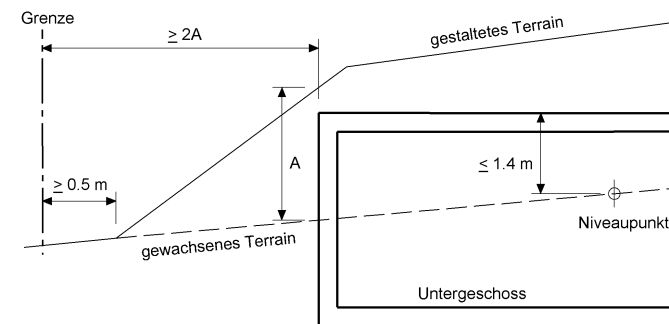 Grenze
gestaltetes Terrain
≥ 2A
A
≤ 1.4 m
≥ 0.5 m
Niveaupunkt
gewachsenes Terrain
Untergeschoss